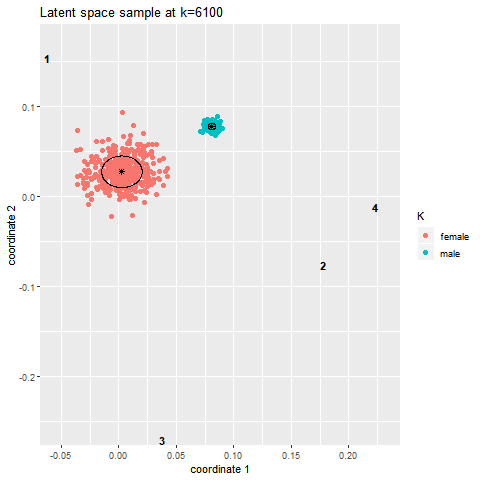 Latent space sample at k=6100
1
0.1
0.0
4
-0.1
2
-0.2
3
coordinate 2
-0.05
0.00
0.05
0.10
0.15
0.20
coordinate 1
K
female
male